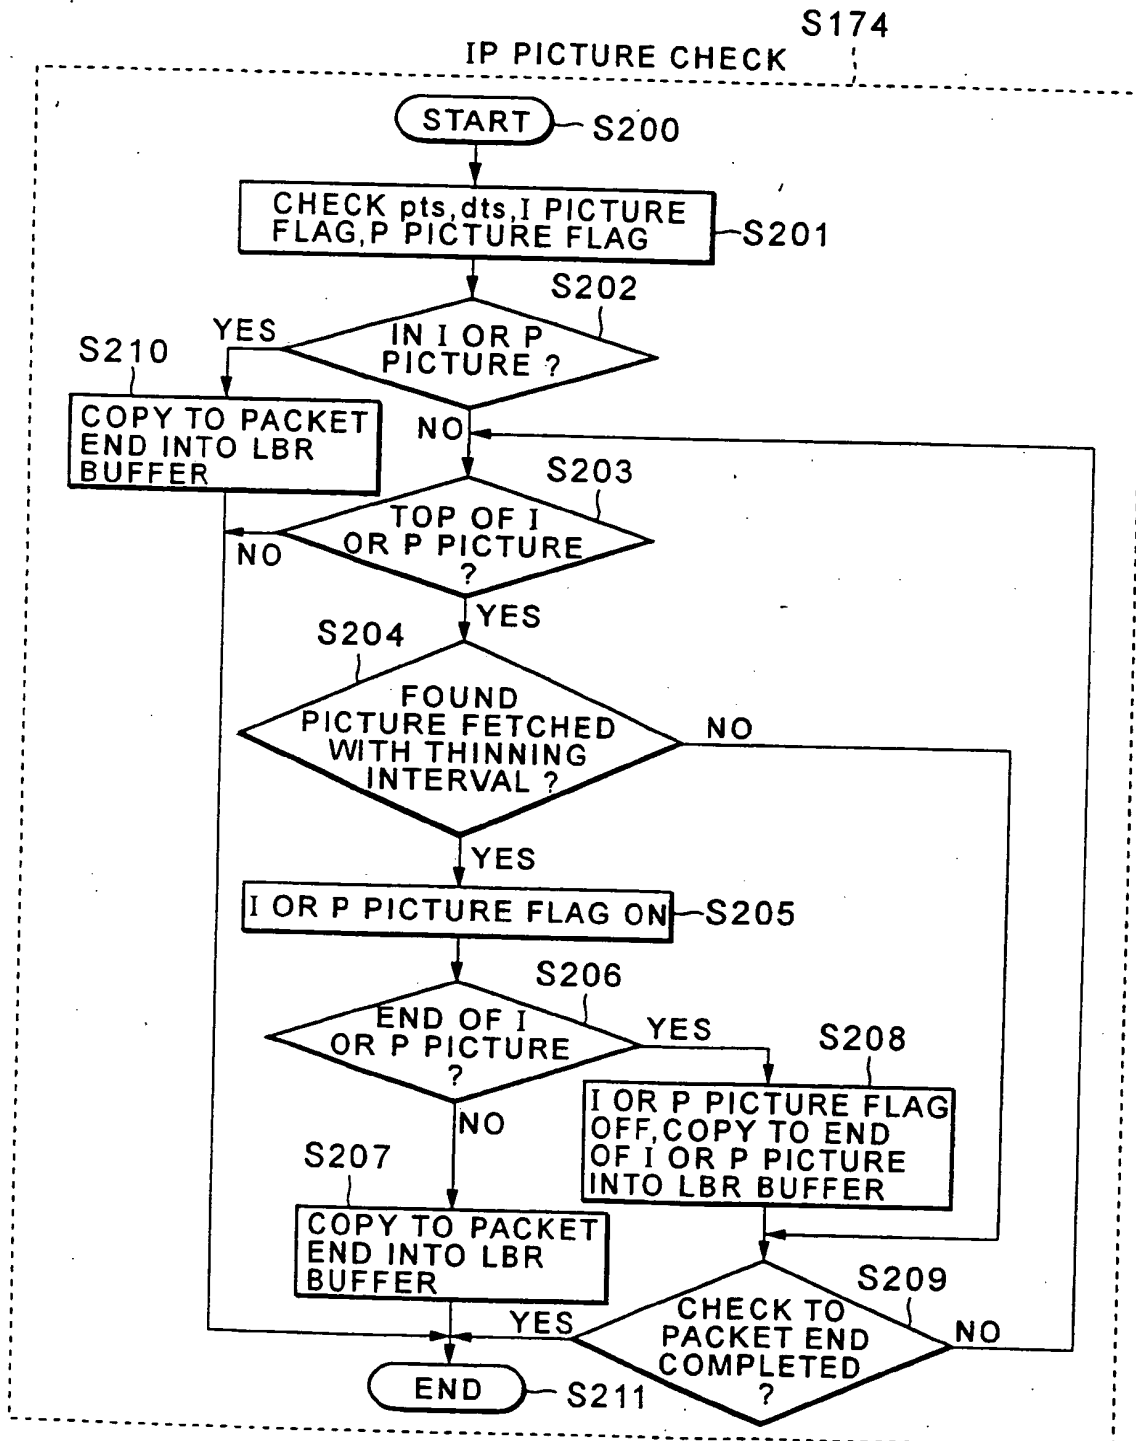 S174
IP PICTURE CHECK
START
S200
CHECK pts,dts,I PICTURE
FLAG,P PICTURE FLAG
S201
S202
IN I OR P
PICTURE ?
YES
S210
COPY TO PACKET
END INTO LBR
BUFFER
NO
S203
TOP OF I
OR P PICTURE
?
NO
YES
S204
FOUND
PICTURE FETCHED
WITH THINNING
INTERVAL ?
NO
YES
I OR P PICTURE FLAG ON
S205
S206
END OF I
OR P PICTURE
?
YES
S208
I OR P PICTURE FLAG
OFF,COPY TO END
OF I OR P PICTURE
INTO LBR BUFFER
NO
S207
COPY TO PACKET
END INTO LBR
BUFFER
S209
CHECK TO
PACKET END
COMPLETED
?
YES
NO
END
S211